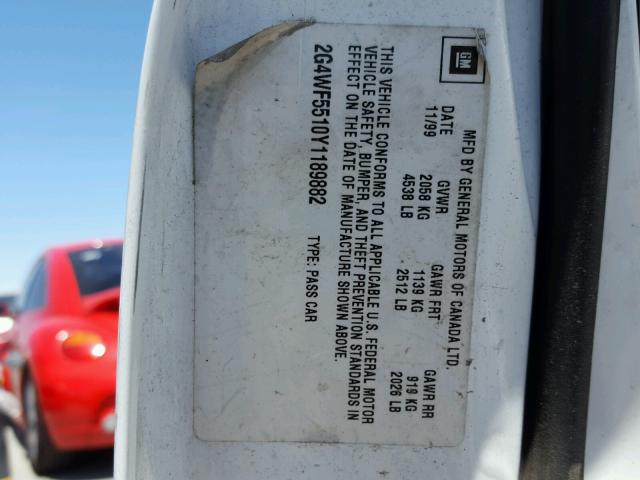 GM
MFD BY GENERAL MOTORS OF CANADA LTD.
DATE GVWR GAWR FRT GAWR RR
11/99 2058 KG 1139 KG 919 KG
4538 LB 2512 LB 2026 LB
THIS VEHICLE CONFORMS TO ALL APPLICABLE U.S. FEDERAL MOTOR
VEHICLE SAFETY, BUMPER, AND THEFT PREVENTION STANDARDS IN
EFFECT ON THE DATE OF MANUFACTURE SHOWN ABOVE.
2G4WF5510Y1189882 TYPE: PASS CAR